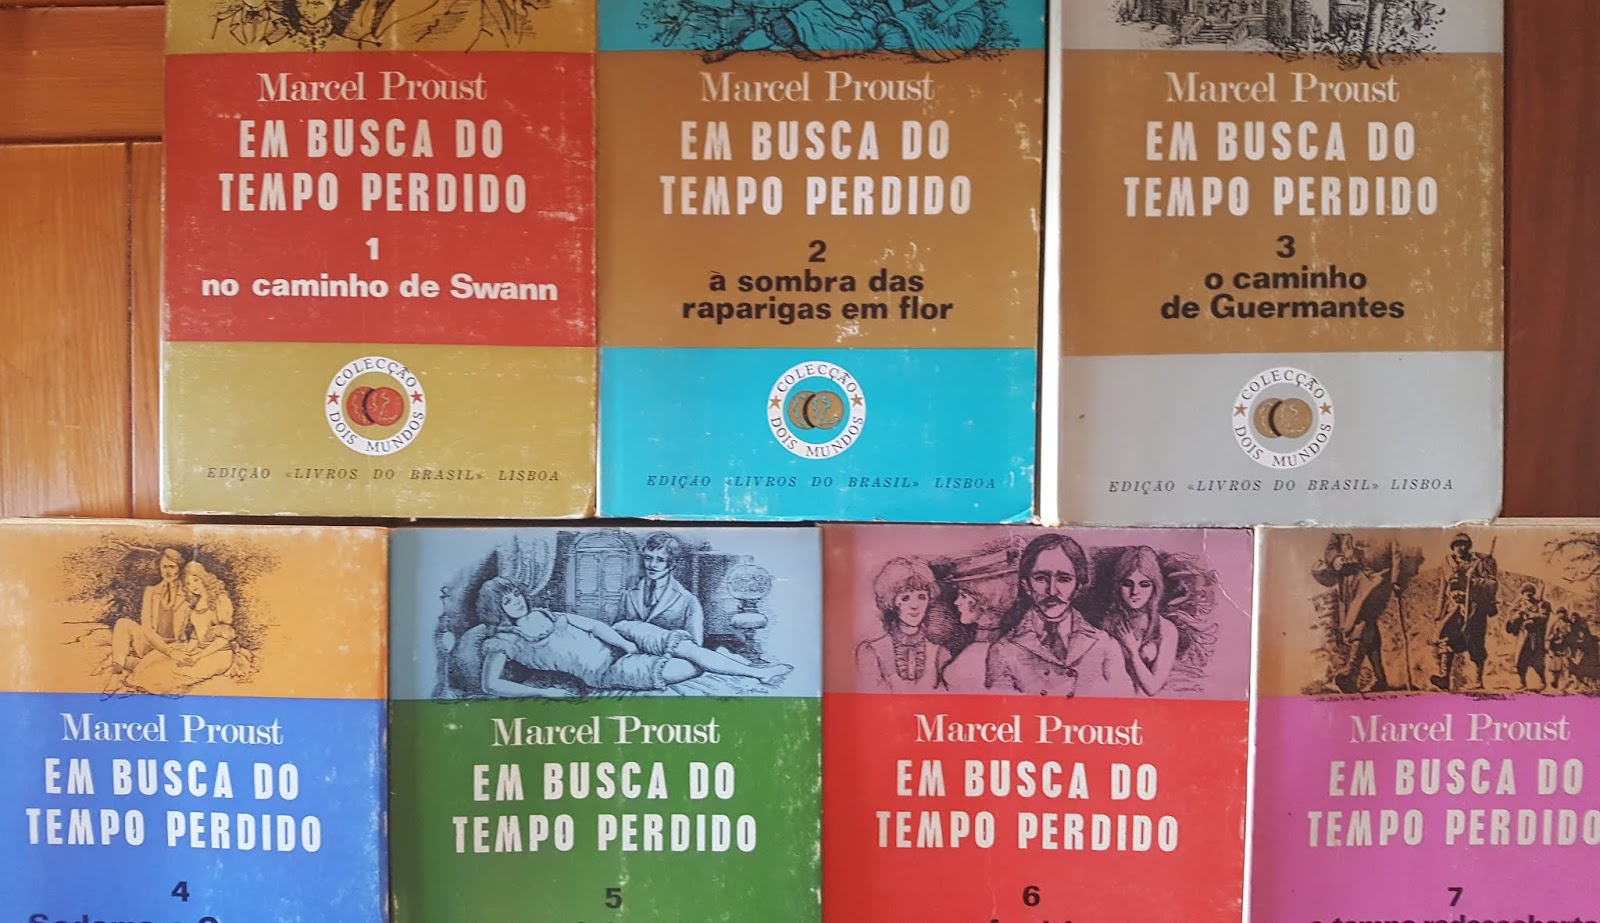 Marcel Proust
EM BUSCA DO
TEMPO PERDIDO
1
no caminho de Swann
COLECÇÃO
DOIS MUNDOS
EDIÇÃO «LIVROS DO BRASIL» LISBOA
Marcel Proust
EM BUSCA DO
TEMPO PERDIDO
2
à sombra das
raparigas em flor
COLECÇÃO
DOIS MUNDOS
EDIÇÃO «LIVROS DO BRASIL» LISBOA
Marcel Proust
EM BUSCA DO
TEMPO PERDIDO
3
o caminho
de Guermantes
COLECÇÃO
DOIS MUNDOS
EDIÇÃO «LIVROS DO BRASIL» LISBOA
Marcel Proust
EM BUSCA DO
TEMPO PERDIDO
4
Marcel Proust
EM BUSCA DO
TEMPO PERDIDO
5
Marcel Proust
EM BUSCA DO
TEMPO PERDIDO
6
Marcel Proust
EM BUSCA DO
TEMPO PERDIDO
7